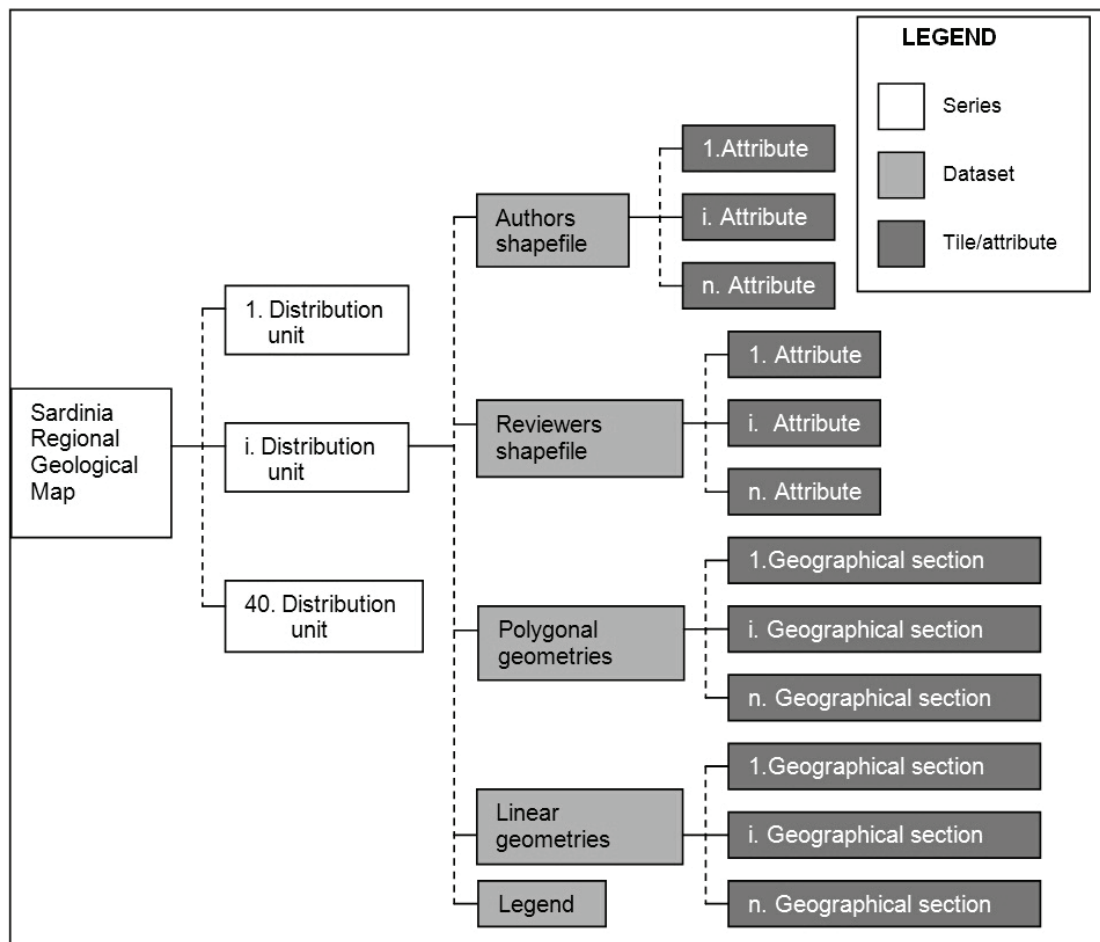 LEGEND
Series
Dataset
Tile/attribute
Sardinia
Regional
Geological
Map
1. Distribution
unit
i. Distribution
unit
40. Distribution
unit
Authors
shapefile
1.Attribute
i. Attribute
n. Attribute
Reviewers
shapefile
1. Attribute
i. Attribute
n. Attribute
Polygonal
geometries
1.Geographical section
i. Geographical section
n. Geographical section
Linear
geometries
1.Geographical section
i. Geographical section
n. Geographical section
Legend